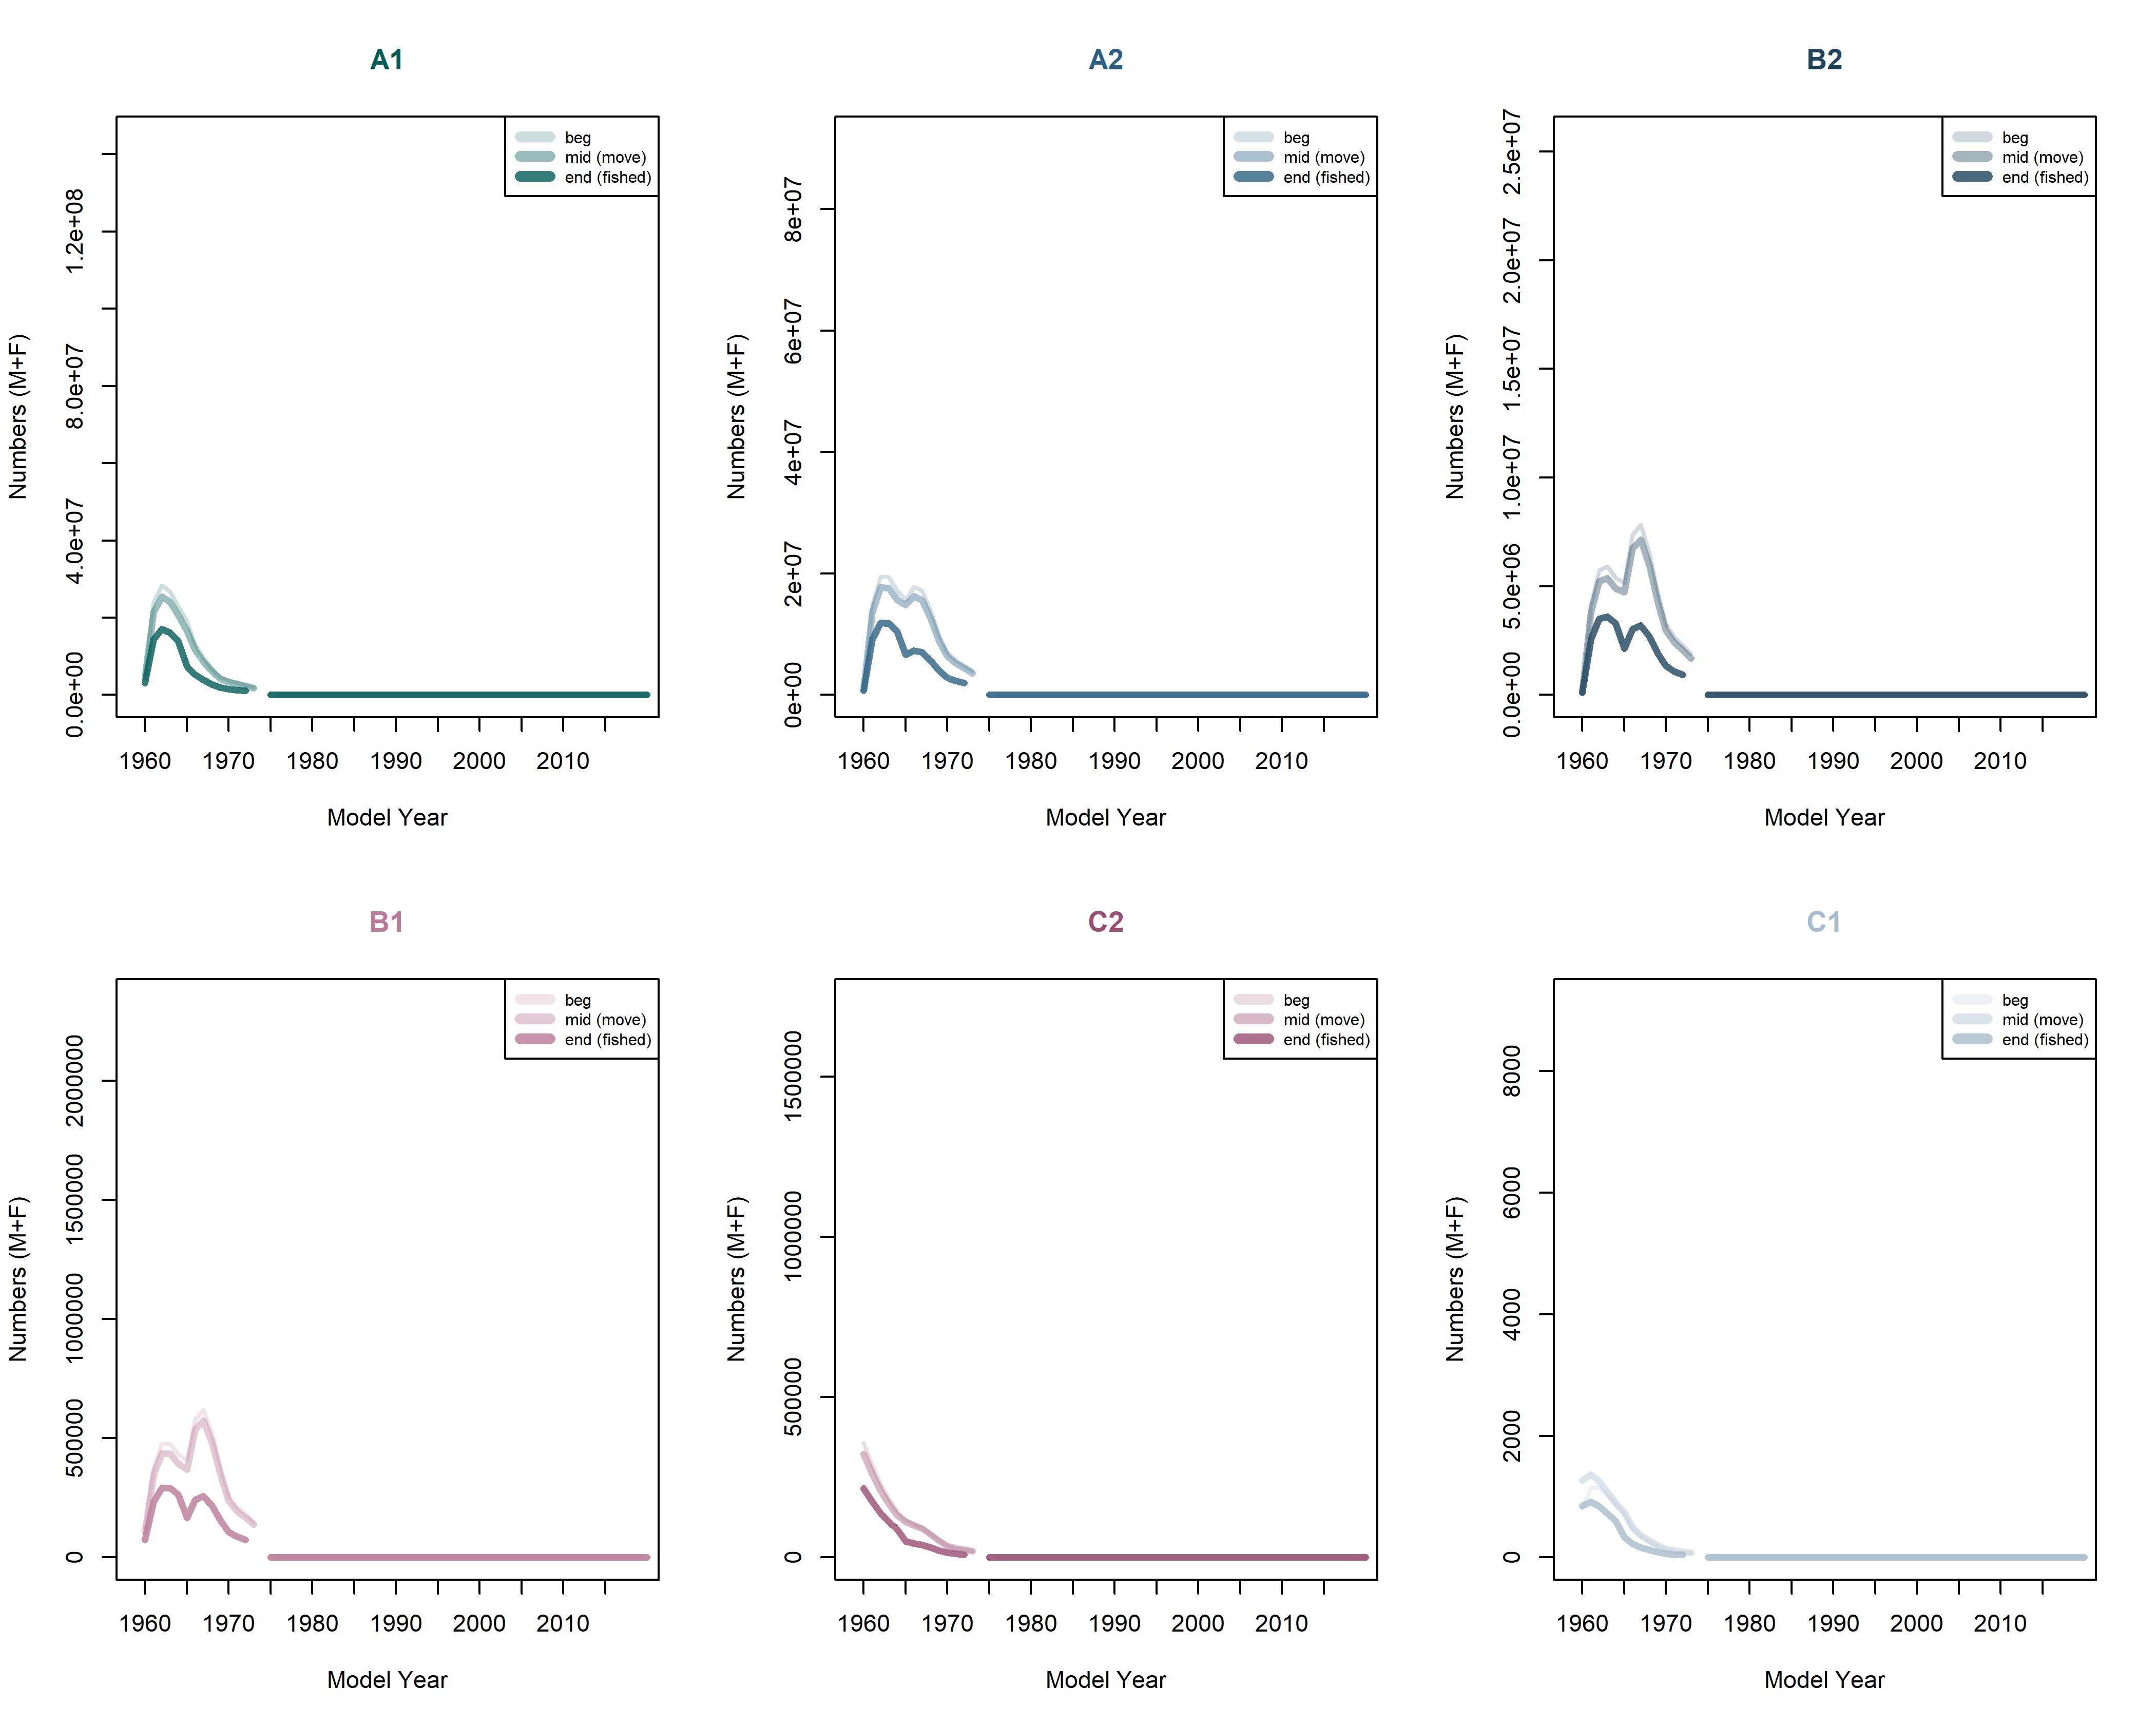 A1
beg
mid (move)
end (fished)
Numbers (M+F)
0.0e+00 4.0e+07 8.0e+07 1.2e+08
1960 1970 1980 1990 2000 2010
Model Year
A2
beg
mid (move)
end (fished)
Numbers (M+F)
0e+00 2e+07 4e+07 6e+07 8e+07
1960 1970 1980 1990 2000 2010
Model Year
B2
beg
mid (move)
end (fished)
Numbers (M+F)
0.0e+00 5.0e+06 1.0e+07 1.5e+07 2.0e+07 2.5e+07
1960 1970 1980 1990 2000 2010
Model Year
B1
beg
mid (move)
end (fished)
Numbers (M+F)
0 500000 1000000 1500000 2000000
1960 1970 1980 1990 2000 2010
Model Year
C2
beg
mid (move)
end (fished)
Numbers (M+F)
0 500000 1000000 1500000
1960 1970 1980 1990 2000 2010
Model Year
C1
beg
mid (move)
end (fished)
Numbers (M+F)
0 2000 4000 6000 8000
1960 1970 1980 1990 2000 2010
Model Year